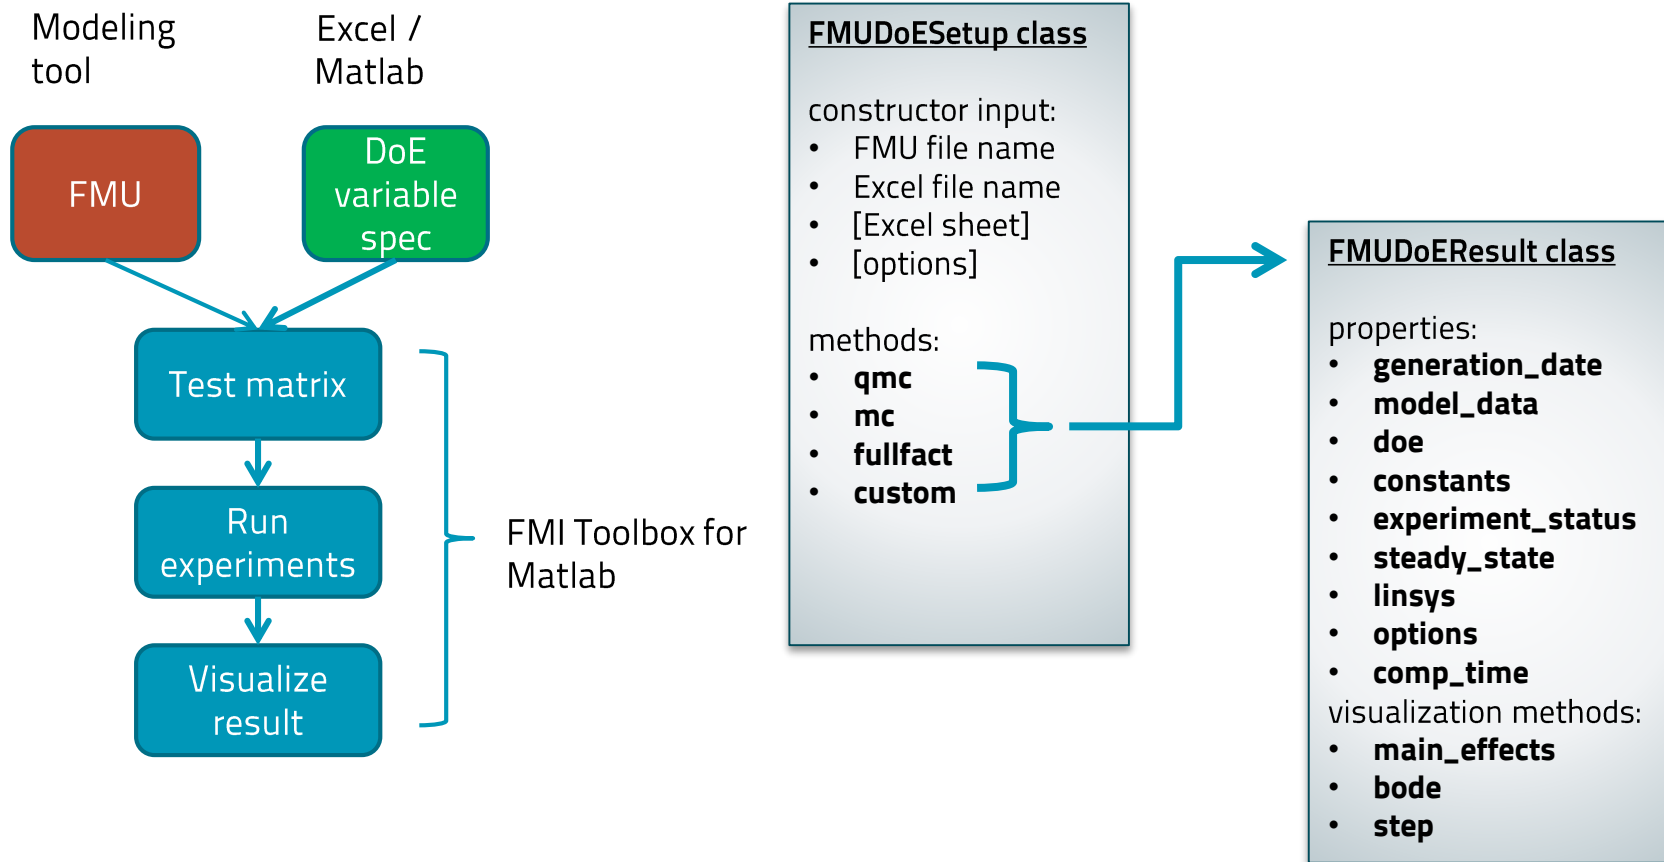 Modeling
tool
Excel /
Matlab
FMU
DoE
variable
spec
Test matrix
Run
experiments
Visualize
result
FMI Toolbox for
Matlab
FMUDoESetup class
constructor input:
• FMU file name
• Excel file name
• [Excel sheet]
• [options]
methods:
• qmc
• mc
• fullfact
• custom
FMUDoEResult class
properties:
• generation_date
• model_data
• doe
• constants
• experiment_status
• steady_state
• linsys
• options
• comp_time
visualization methods:
• main_effects
• bode
• step